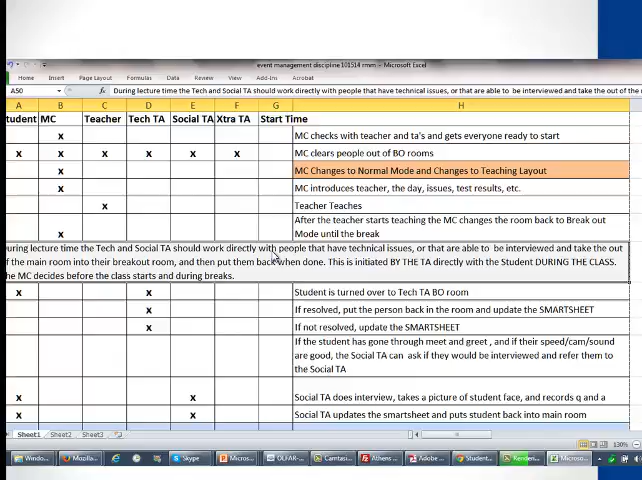 event management discipline 101514 rmm - Microsoft Excel
Home Insert Page Layout Formulas Data Review View Add-Ins Acrobat
A50 During lecture time the Tech and Social TA should work directly with people that have technical issues, or that are able to be interviewed and take the out of the m
A B C D E F G H
tudent MC Teacher Tech TA Social TA Xtra TA Start Time
x MC checks with teacher and ta's and gets everyone ready to start
x x x x x x MC clears people out of BO rooms
x MC Changes to Normal Mode and Changes to Teaching Layout
x MC introduces teacher, the day, issues, test results, etc.
x Teacher Teaches
After the teacher starts teaching the MC changes the room back to Break out
x Mode until the break
uring lecture time the Tech and Social TA should work directly with people that have technical issues, or that are able to be interviewed and take the out
f the main room into their breakout room, and then put them back when done. This is initiated BY THE TA directly with the Student DURING THE CLASS.
he MC decides before the class starts and during breaks.
x x Student is turned over to Tech TA BO room
x If resolved, put the person back in the room and update the SMARTSHEET
x If not resolved, update the SMARTSHEET
If the student has gone through meet and greet , and if their speed/cam/sound
are good, the Social TA can ask if they would be interviewed and refer them to
the Social TA
x x Social TA does interview, takes a picture of student face, and records q and a
x x Social TA updates the smartsheet and puts student back into main room
Sheet1 Sheet2 Sheet3
130%
Windo... Mozilla... Skype Micros... OLI-AR-... Camtasi... Athens ... Adobe ... Student... Renden... Microso...